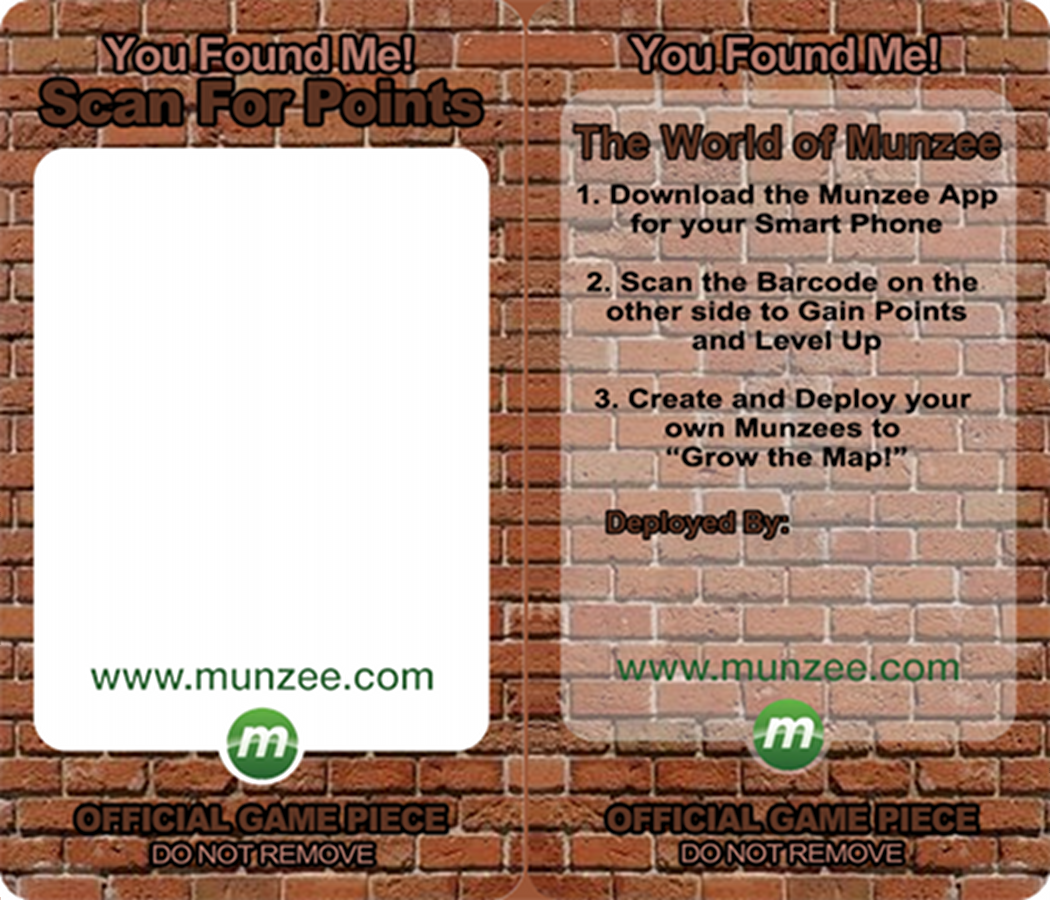 You Found Me!
Scan For Points
www.munzee.com
m
OFFICIAL GAME PIECE
DO NOT REMOVE
You Found Me!
The World of Munzee
1. Download the Munzee App
for your Smart Phone
2. Scan the Barcode on the
other side to Gain Points
and Level Up
3. Create and Deploy your
own Munzees to
“Grow the Map!”
Deployed By:
www.munzee.com
m
OFFICIAL GAME PIECE
DO NOT REMOVE